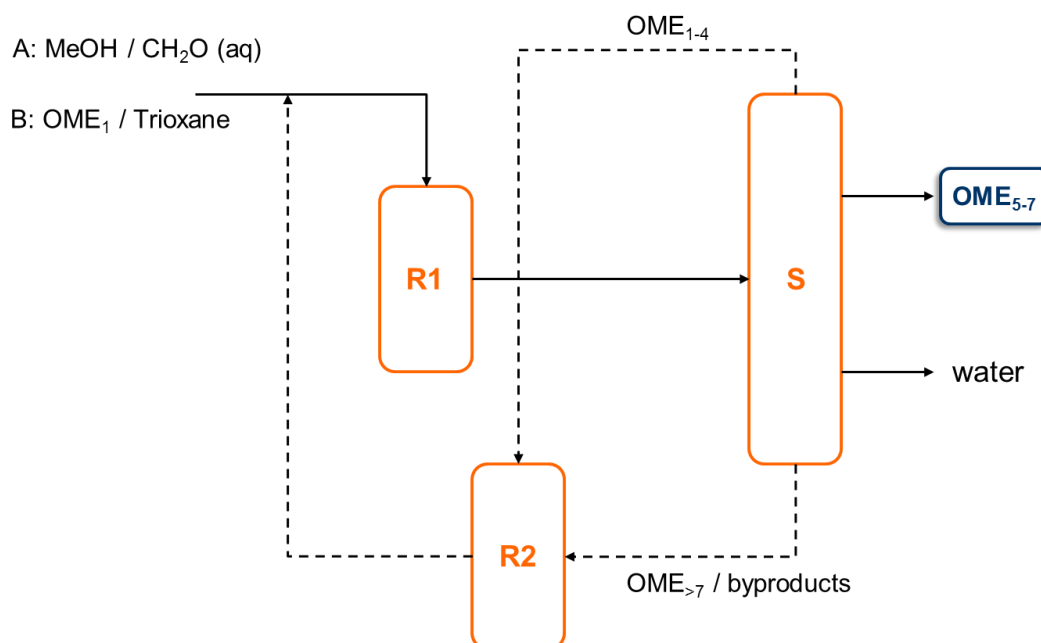 OME₁₋₄
A: MeOH / CH₂O (aq)
B: OME₁ / Trioxane
OME₅₋₇
R1
S
water
R2
OME>₇ / byproducts